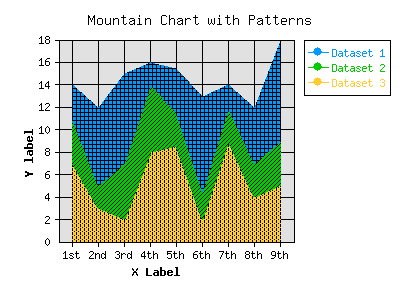 Mountain Chart with Patterns
18
16
14
12
10
8
6
4
2
0
Y label
1st 2nd 3rd 4th 5th 6th 7th 8th 9th
X Label
Dataset 1
Dataset 2
Dataset 3